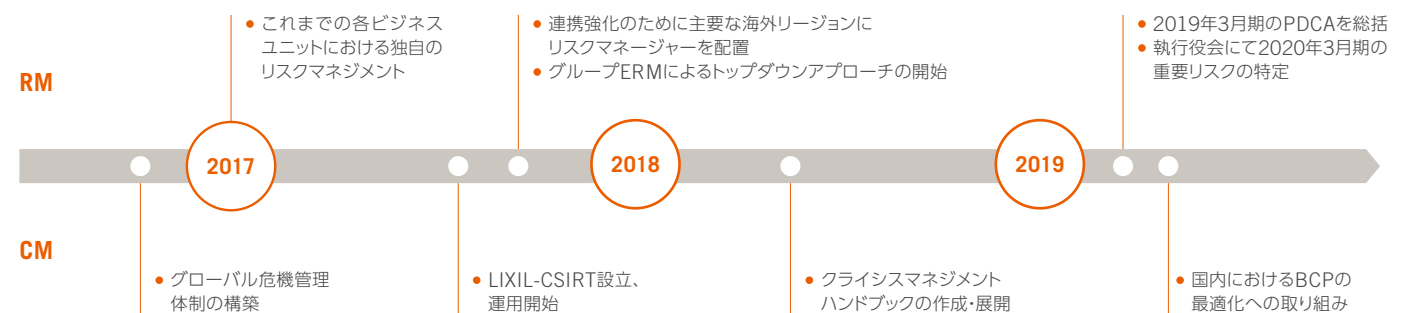 ● これまでの各ビジネス
ユニットにおける独自の
リスクマネジメント
● 連携強化のために主要な海外リージョンに
リスクマネージャーを配置
● グループERMによるトップダウンアプローチの開始
● 2019年3月期のPDCAを総括
● 執行役会にて2020年3月期の
重要リスクの特定
RM
2017
2018
2019
CM
● グローバル危機管理
体制の構築
● LIXIL-CSIRT設立、
運用開始
● クライシスマネジメント
ハンドブックの作成・展開
● 国内におけるBCPの
最適化への取り組み